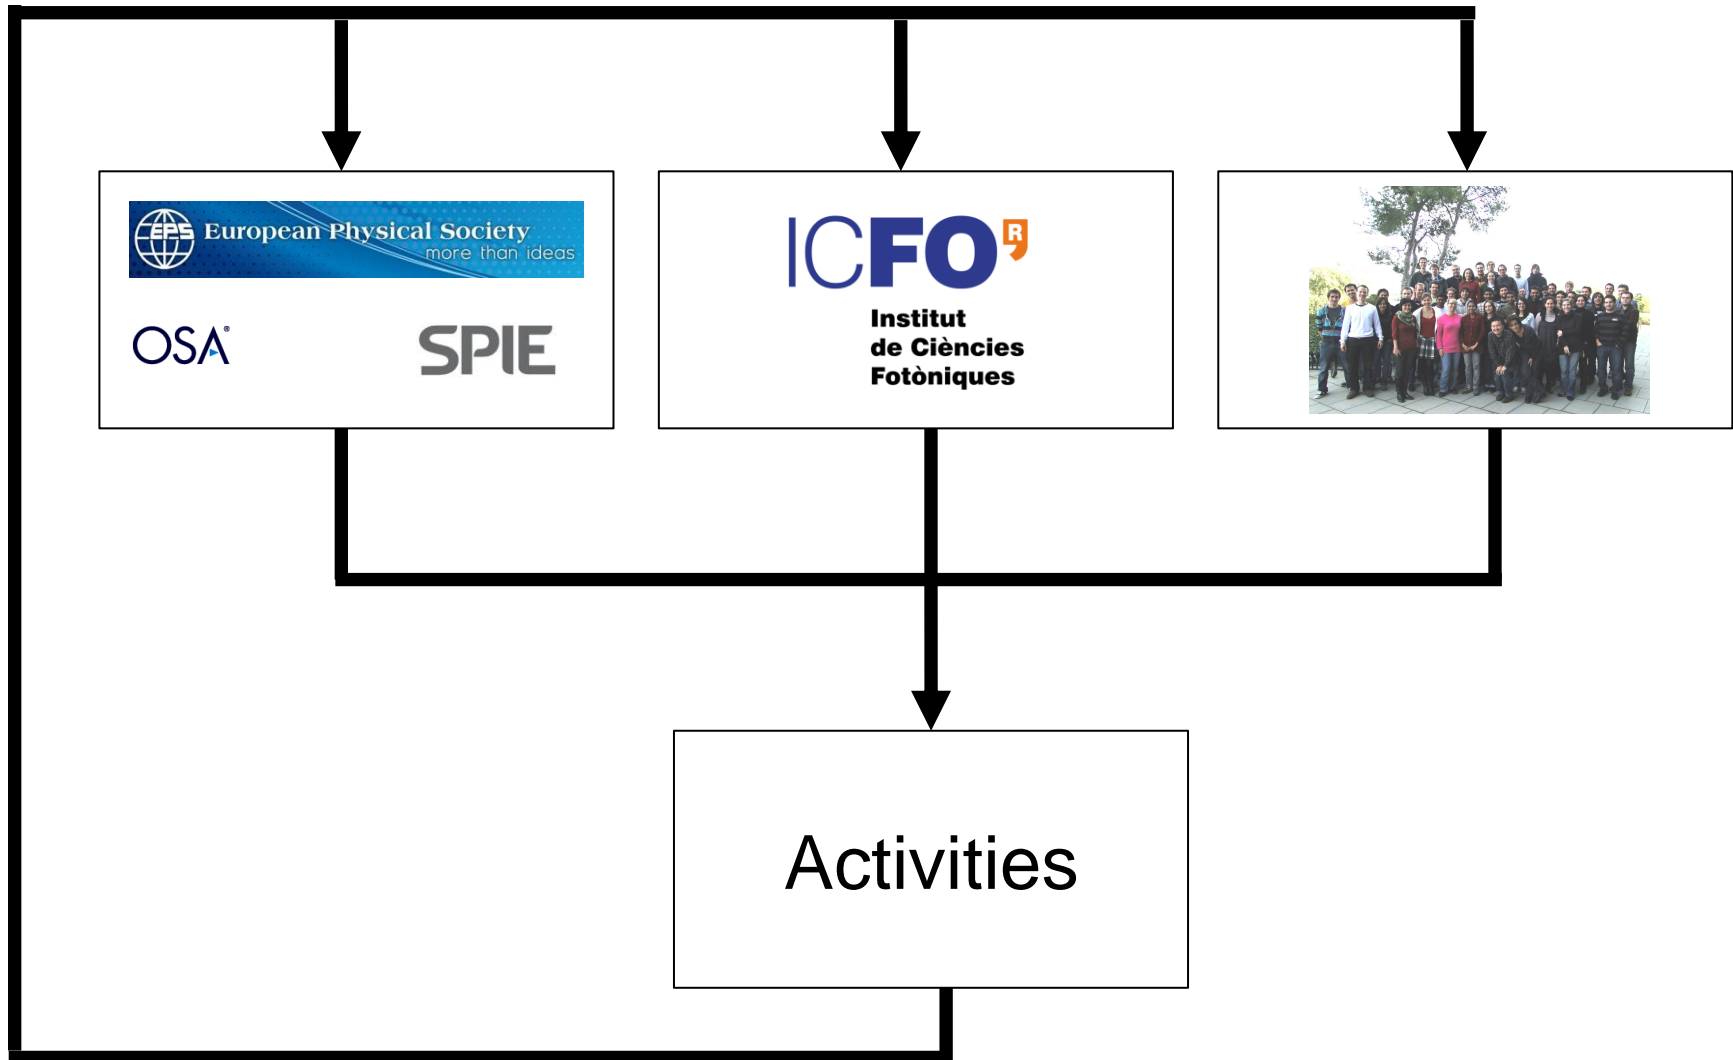 EPS European Physical Society
more than ideas
OSA®
SPIE
ICFO R
Institut
de Ciències
Fotòniques
Activities